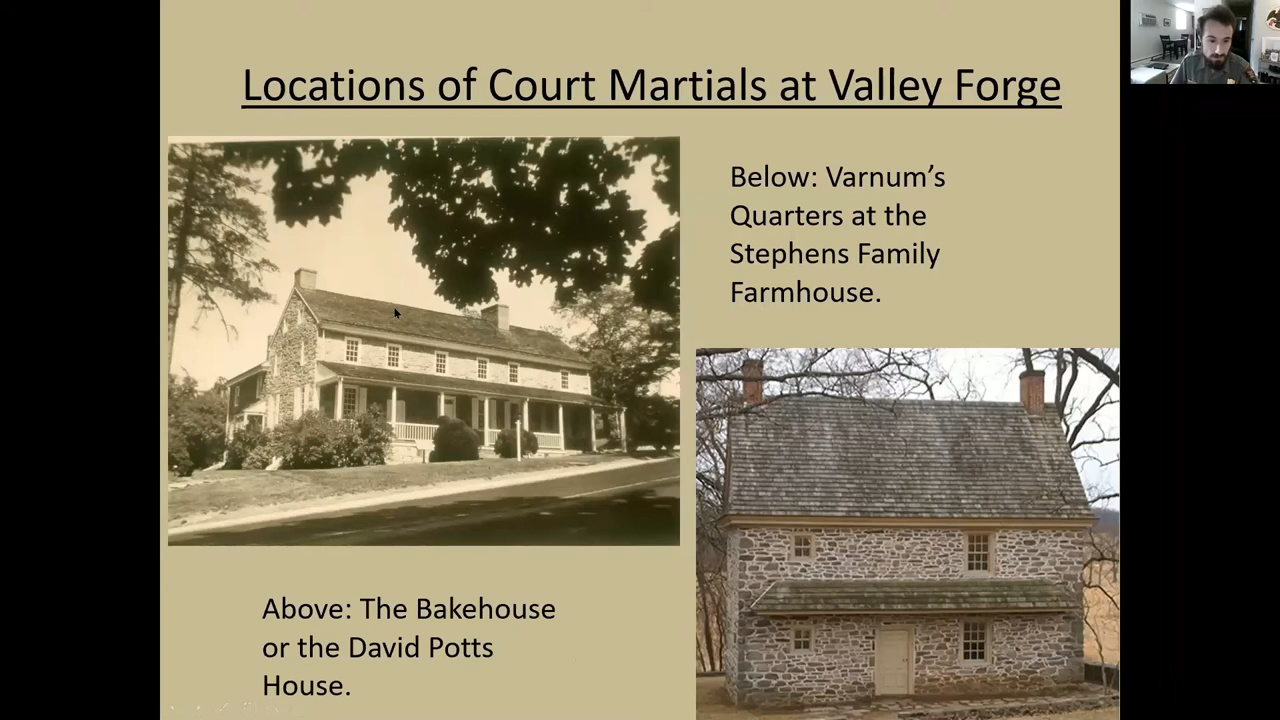 Locations of Court Martials at Valley Forge
Below: Varnum’s
Quarters at the
Stephens Family
Farmhouse.
Above: The Bakehouse
or the David Potts
House.